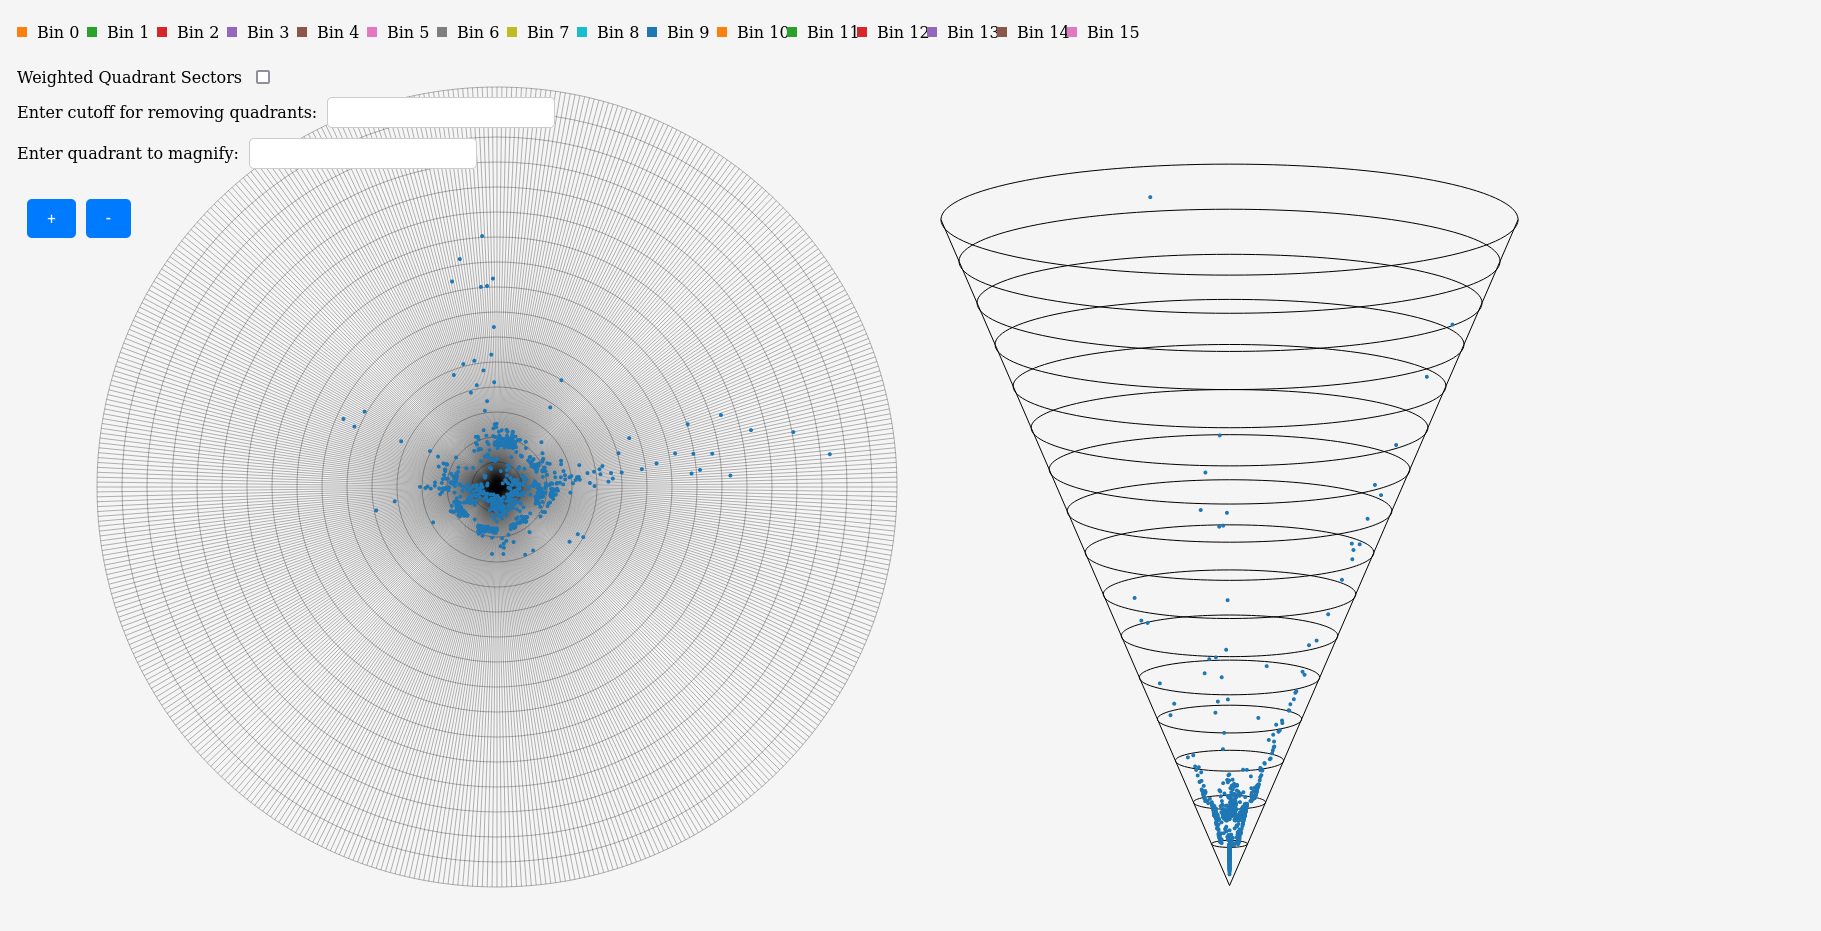 Bin 0 Bin 1 Bin 2 Bin 3 Bin 4 Bin 5 Bin 6 Bin 7 Bin 8 Bin 9 Bin 10 Bin 11 Bin 12 Bin 13 Bin 14 Bin 15
Weighted Quadrant Sectors
Enter cutoff for removing quadrants:
Enter quadrant to magnify:
+ -